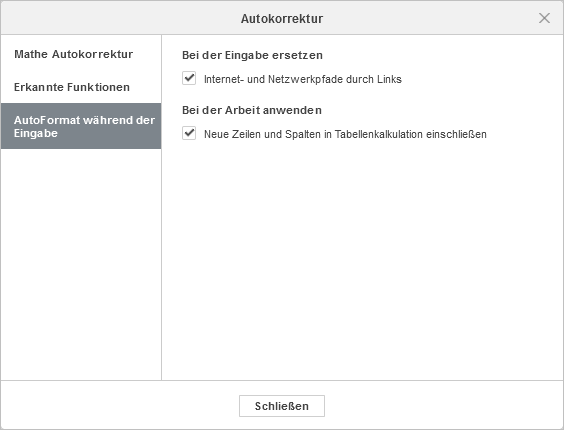 Autokorrektur
Mathe Autokorrektur
Erkannte Funktionen
AutoFormat während der
Eingabe
Bei der Eingabe ersetzen
Internet- und Netzwerkpfade durch Links
Bei der Arbeit anwenden
Neue Zeilen und Spalten in Tabellenkalkulation einschließen
Schließen